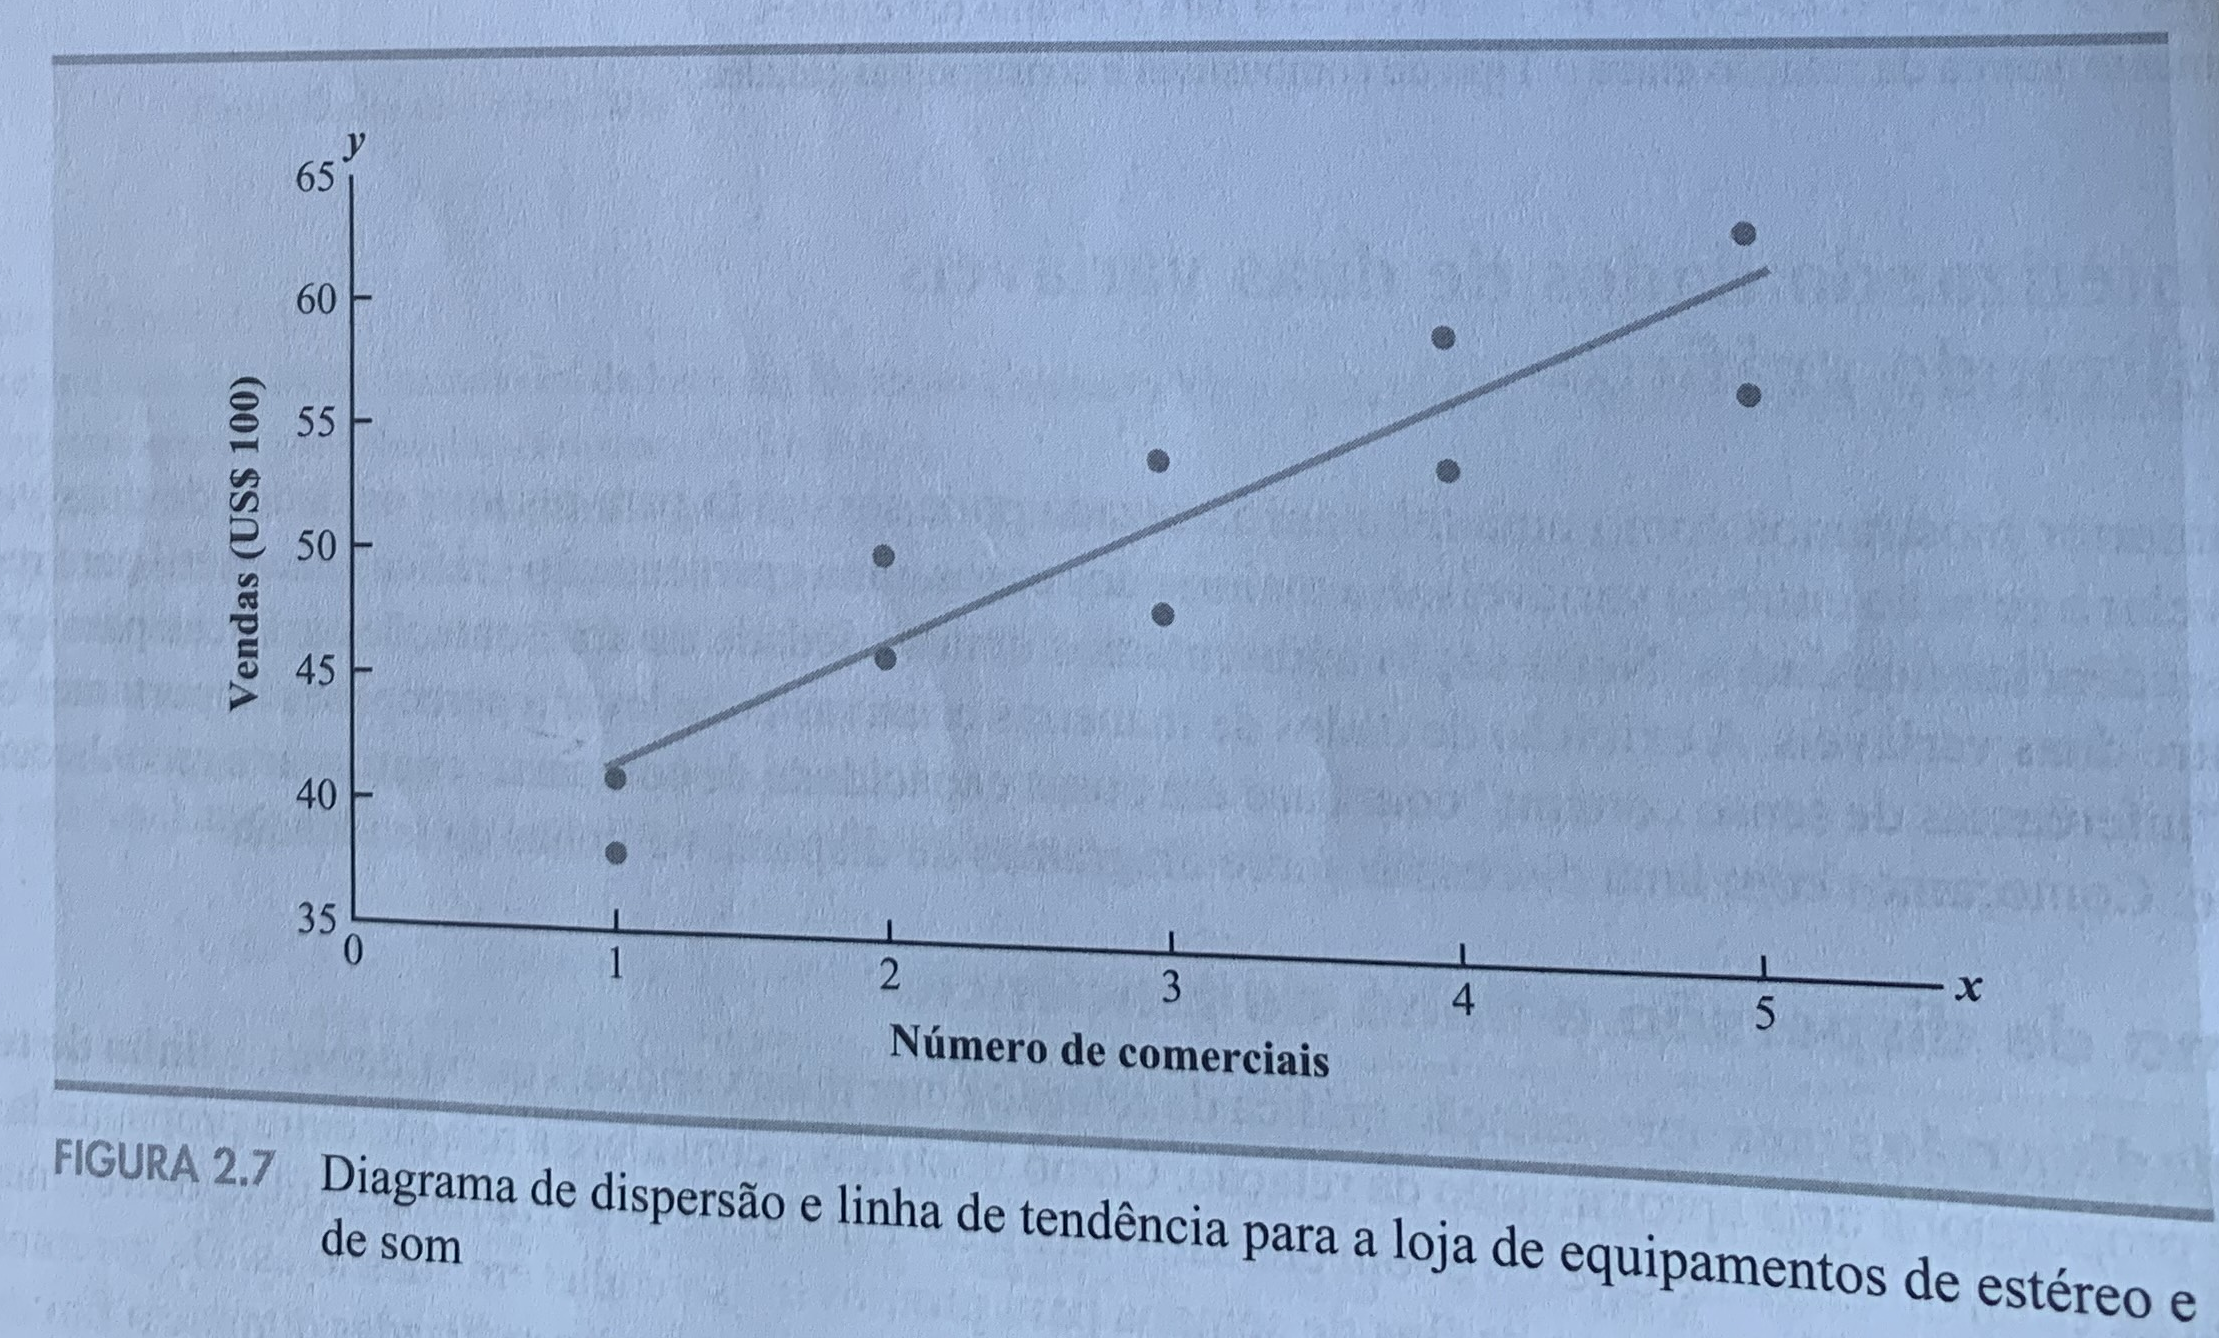 y
65
60
55
50
45
40
35
Vendas (US$ 100)
0
1
2
3
4
5
x
Número de comerciais
FIGURA 2.7 Diagrama de dispersão e linha de tendência para a loja de equipamentos de estéreo e
de som